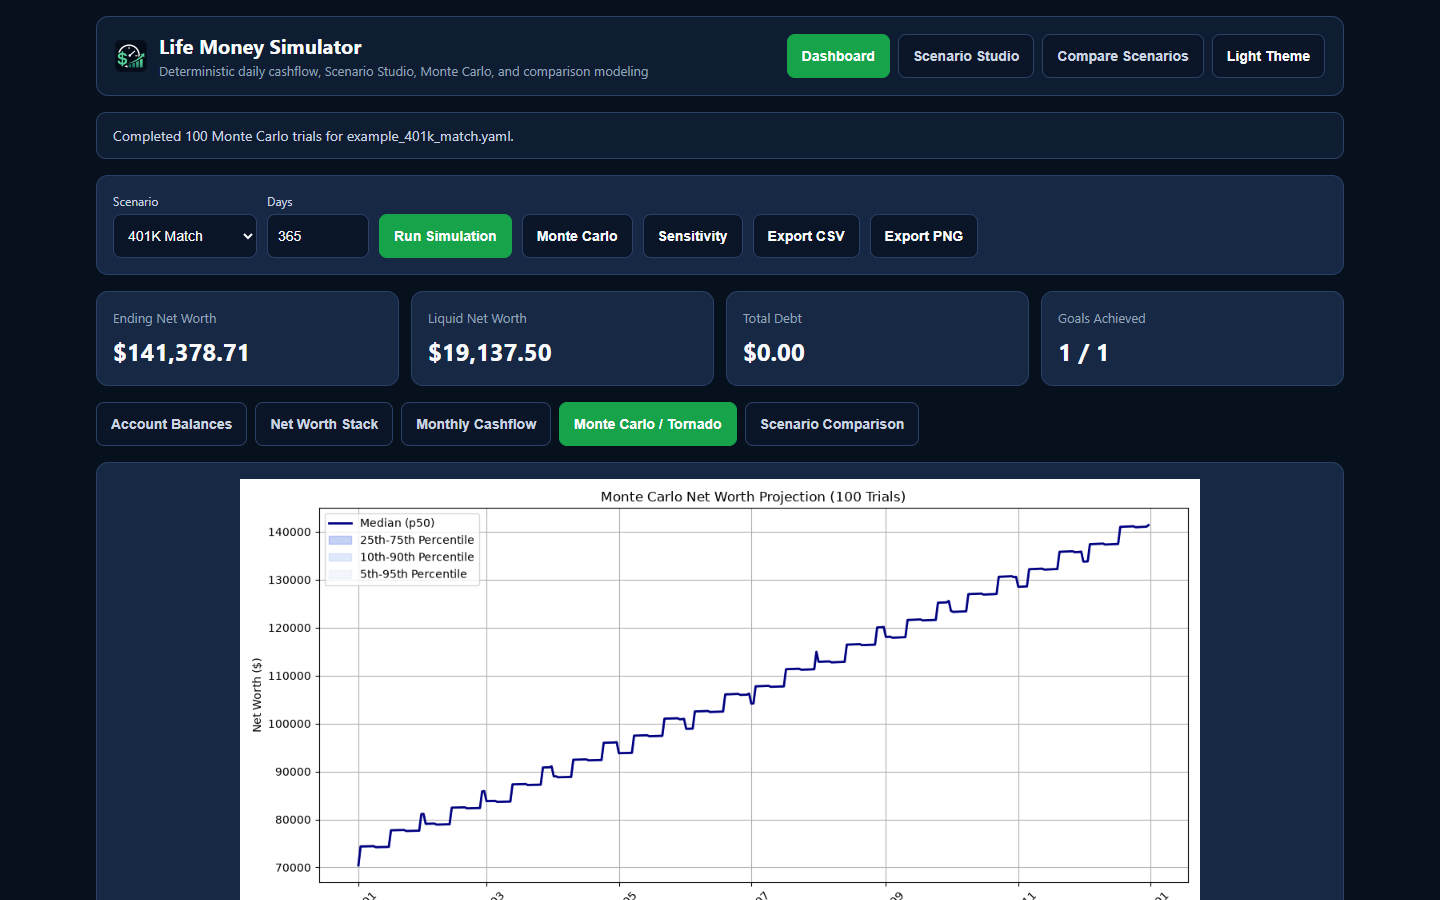 Life Money Simulator
Deterministic daily cashflow, Scenario Studio, Monte Carlo, and comparison modeling
Dashboard
Scenario Studio
Compare Scenarios
Light Theme
Completed 100 Monte Carlo trials for example_401k_match.yaml.
Scenario
Days
401K Match
365
Run Simulation
Monte Carlo
Sensitivity
Export CSV
Export PNG
Ending Net Worth
$141,378.71
Liquid Net Worth
$19,137.50
Total Debt
$0.00
Goals Achieved
1 / 1
Account Balances
Net Worth Stack
Monthly Cashflow
Monte Carlo / Tornado
Scenario Comparison
Monte Carlo Net Worth Projection (100 Trials)
Median (p50)
25th-75th Percentile
10th-90th Percentile
5th-95th Percentile
Net Worth ($)
140000
130000
120000
110000
100000
90000
80000
70000